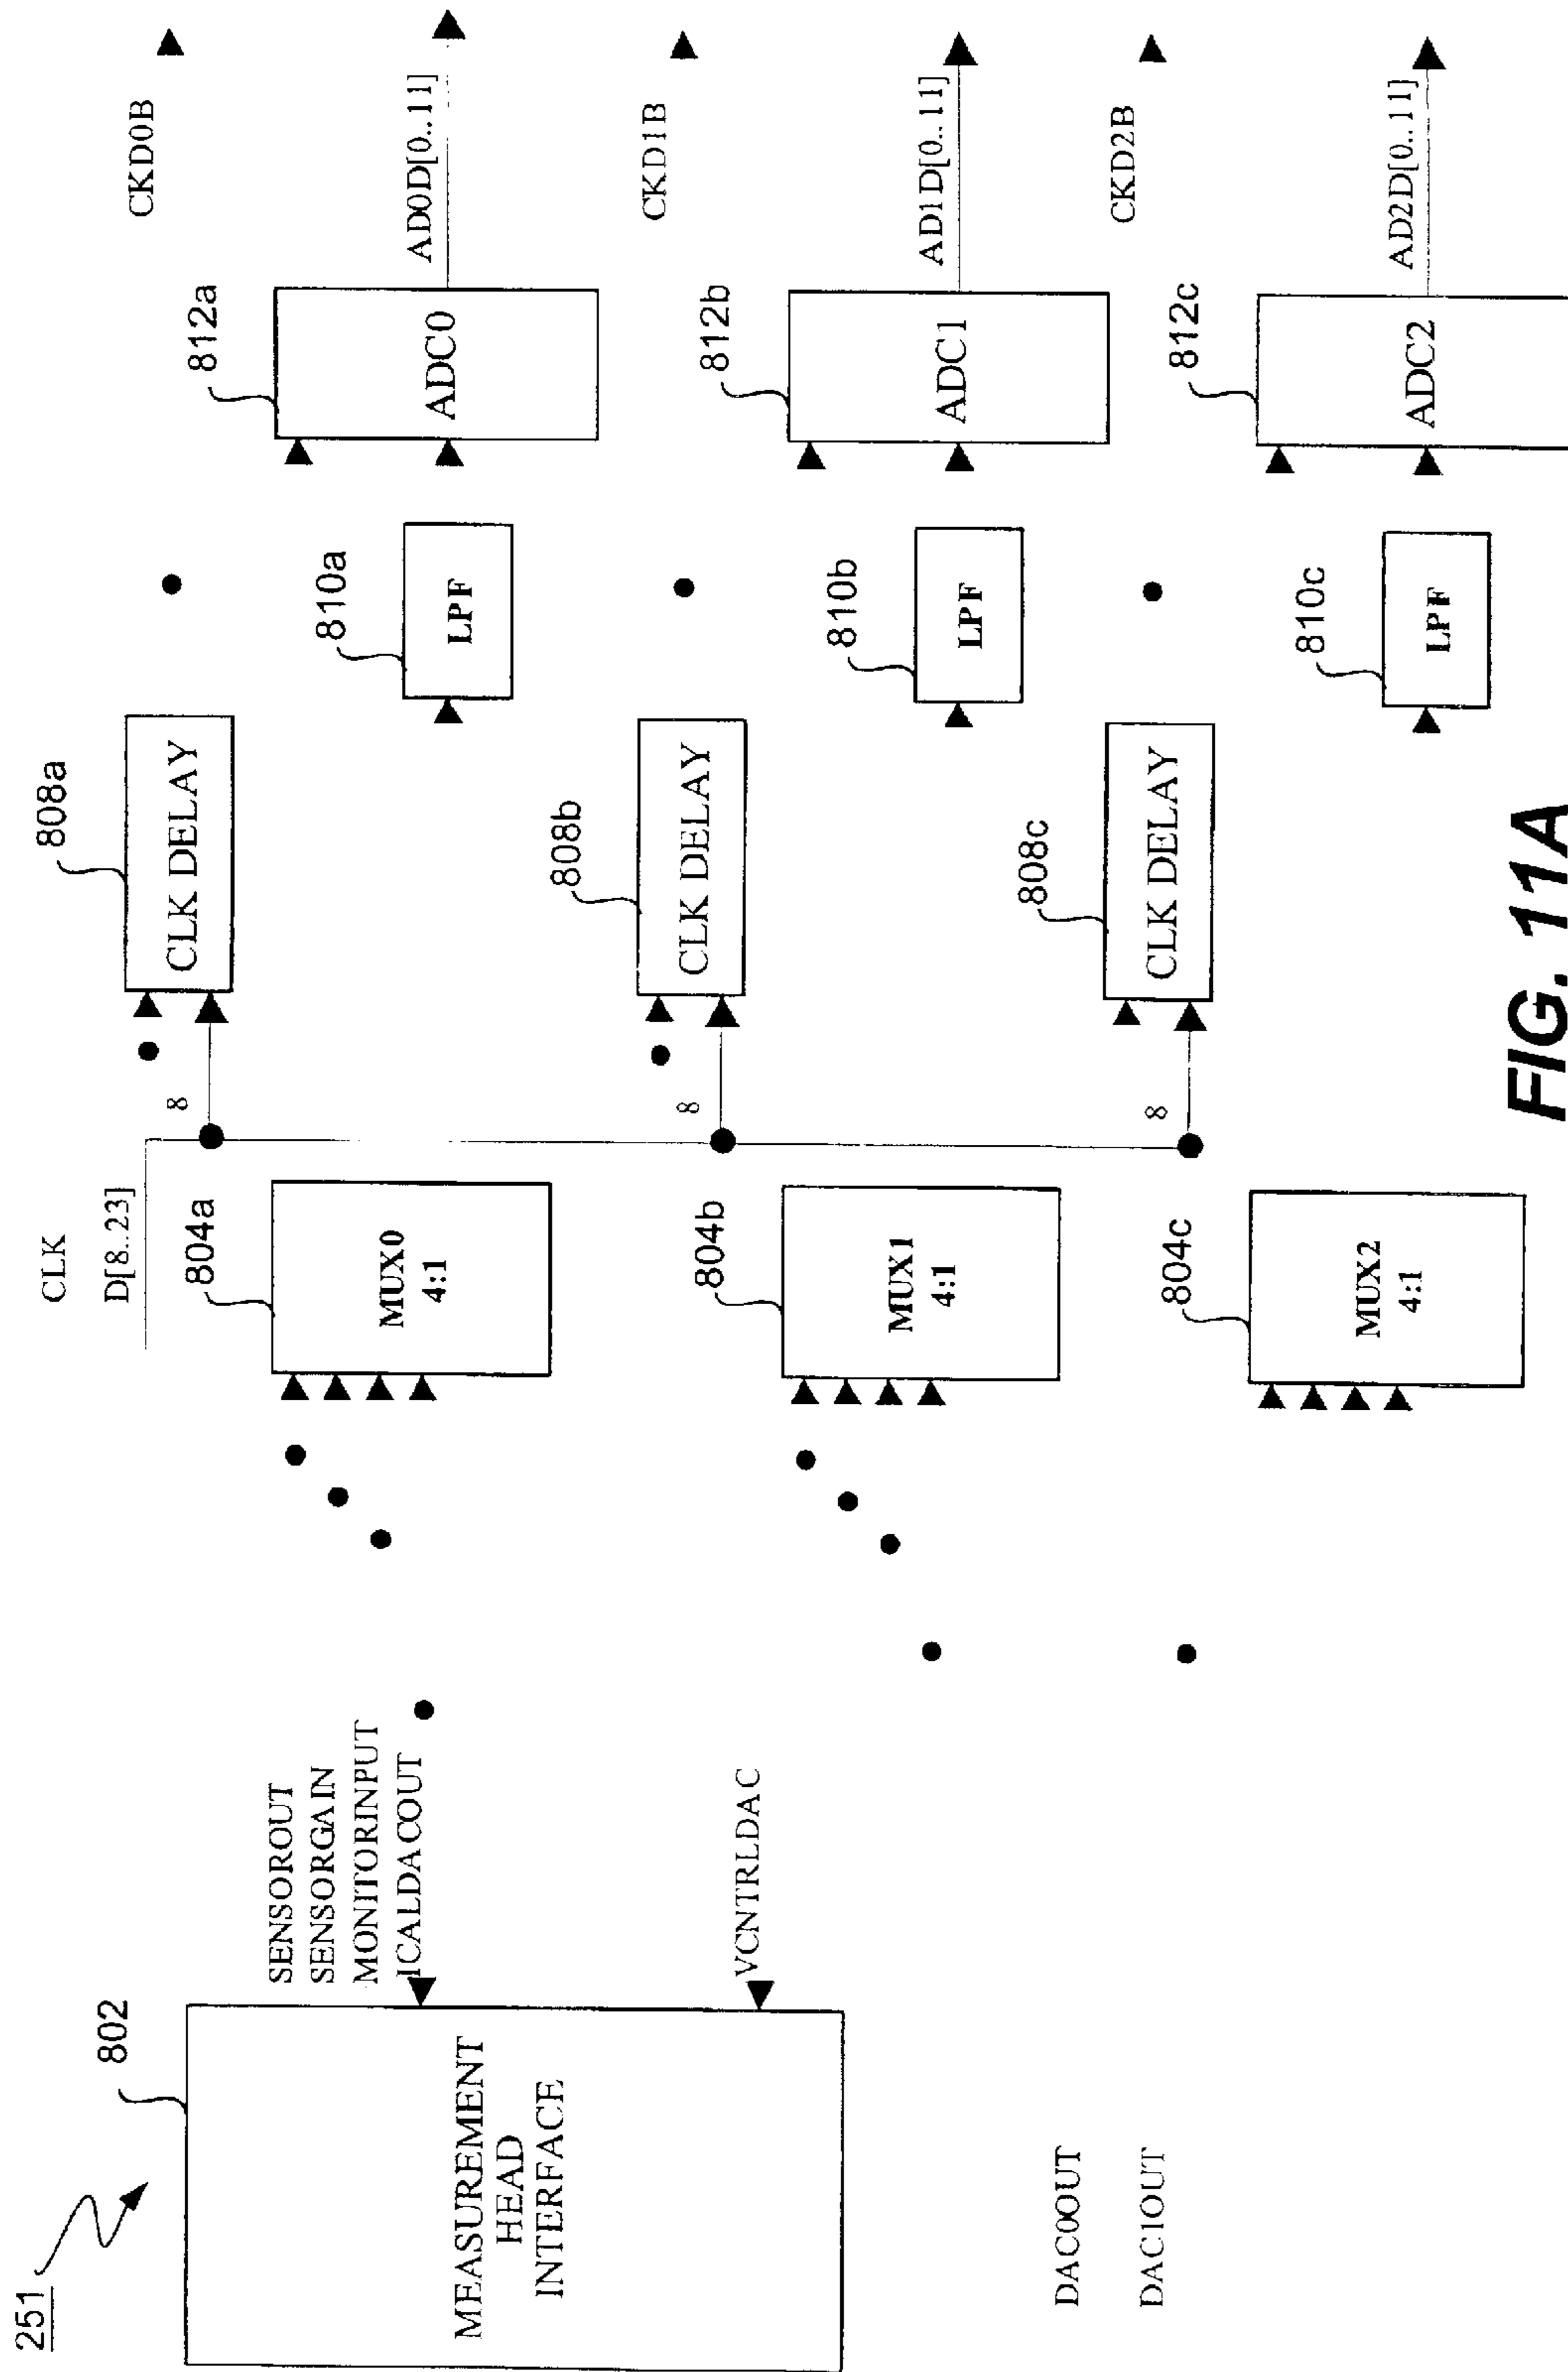 251
802
MEASUREMENT
HEAD
INTERFACE
SENSOROUT
SENSORGAIN
MONITORINPUT
ICALDACOUT
VCNTRLDAC
DAC0OUT
DAC1OUT
CLK
D[8..23]
804a
MUX0
4:1
804b
MUX1
4:1
804c
MUX2
4:1
8
8
8
808a
CLK DELAY
808b
CLK DELAY
808c
CLK DELAY
810a
LPF
810b
LPF
810c
LPF
812a
ADC0
812b
ADC1
812c
ADC2
CKD0B
AD0D[0..11]
CKD1B
AD1D[0..11]
CKD2B
AD2D[0..11]
FIG. 11A